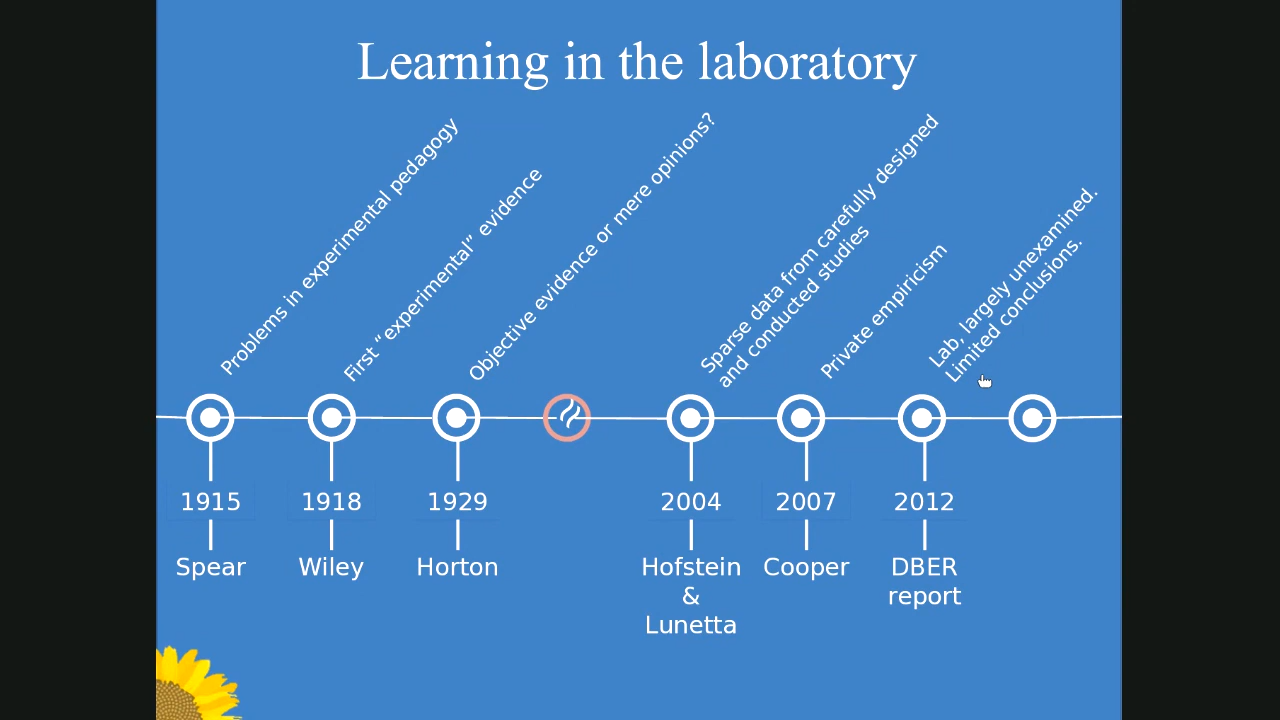 Learning in the laboratory
Problems in experimental pedagogy
First “experimental” evidence
Objective evidence or mere opinions?
Sparse data from carefully designed
and conducted studies
Private empiricism
Lab, largely unexamined.
Limited conclusions.
1915
1918
1929
2004
2007
2012
Spear
Wiley
Horton
Hofstein
&
Lunetta
Cooper
DBER
report